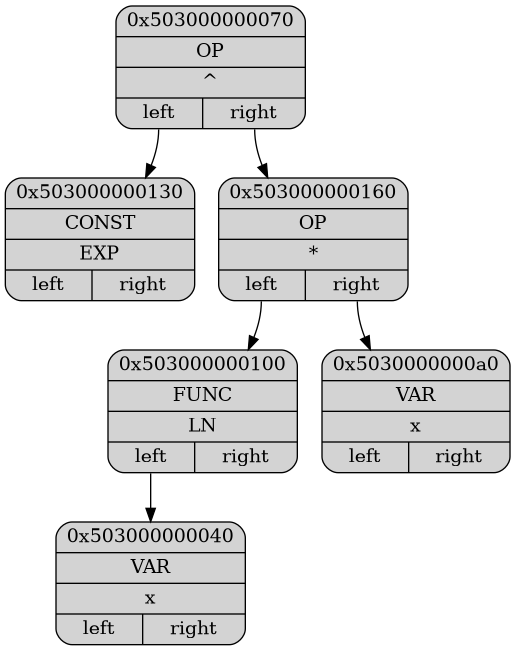 0x503000000070
OP
^
left right
0x503000000130
CONST
EXP
left right
0x503000000160
OP
*
left right
0x503000000100
FUNC
LN
left right
0x5030000000a0
VAR
x
left right
0x503000000040
VAR
x
left right